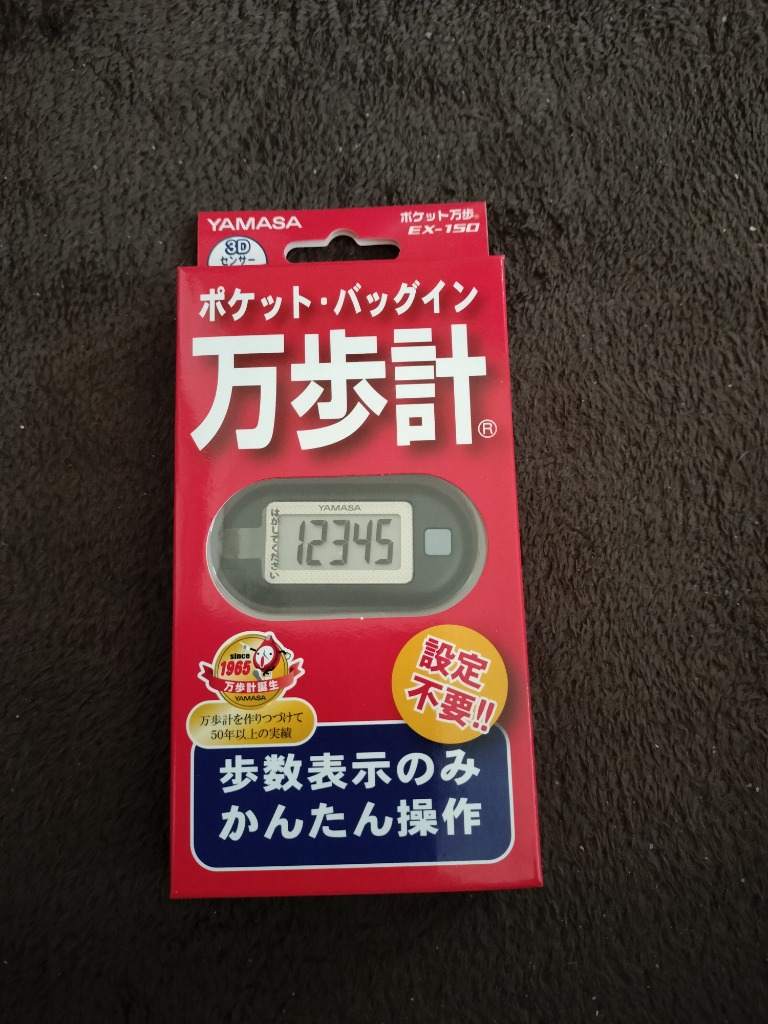 YAMASA
ポケット万歩®
EX-150
3D
センサー
ポケット・バッグイン
万歩計®
YAMASA
はがしてください
12345
since
1965
万歩計誕生
YAMASA
万歩計を作りつづけて
50年以上の実績
設定
不要!!
歩数表示のみ
かんたん操作